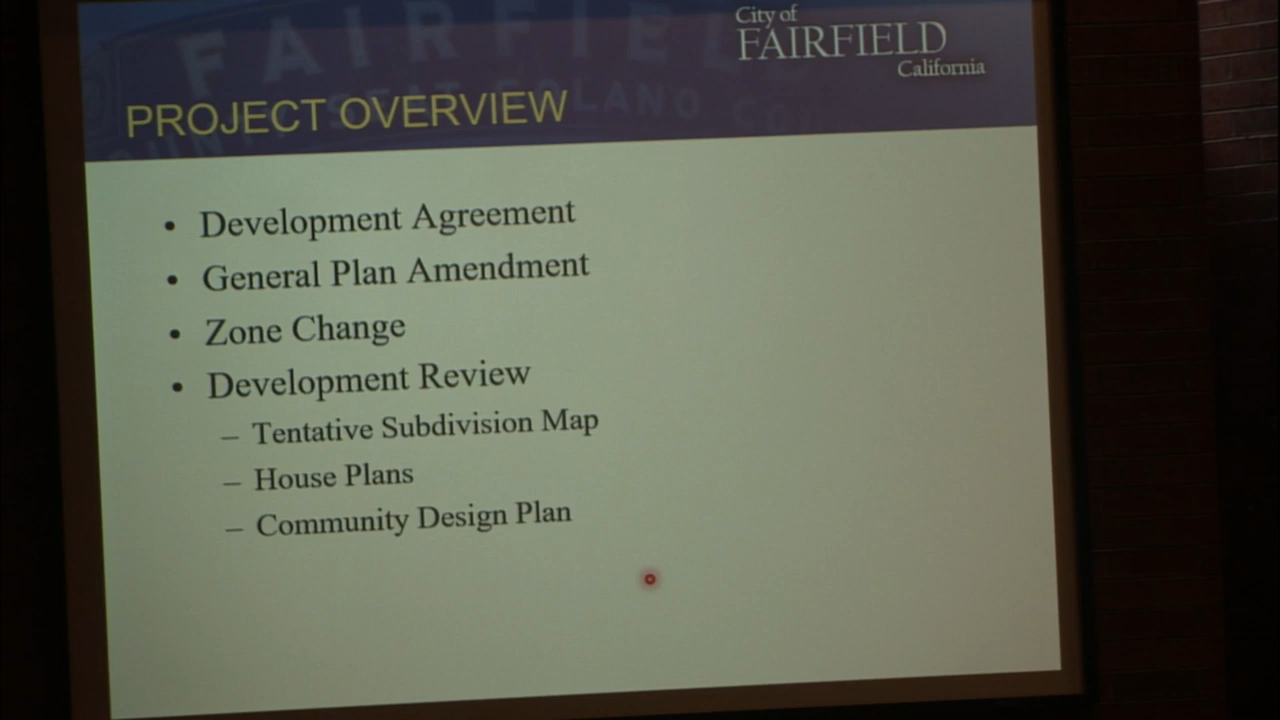 City of
FAIRFIELD
California
FAIRFIELD
PROJECT OVERVIEW
• Development Agreement
• General Plan Amendment
• Zone Change
• Development Review
– Tentative Subdivision Map
– House Plans
– Community Design Plan